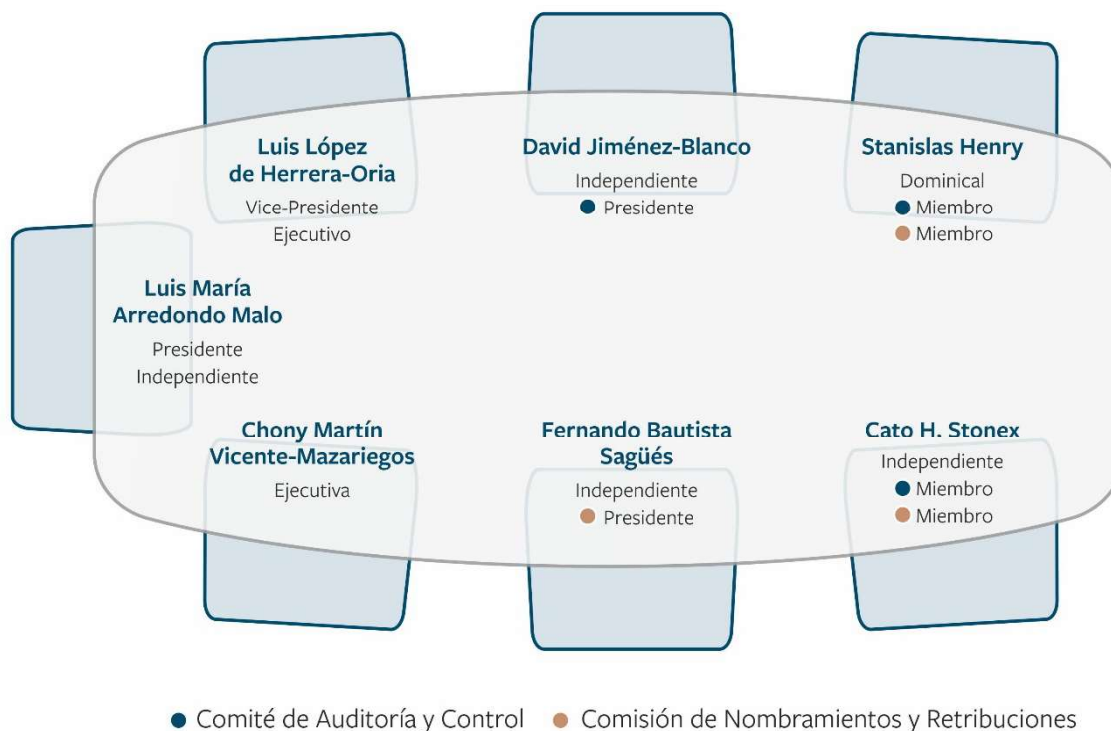 Luis López
de Herrera-Oria
Vice-Presidente
Ejecutivo
David Jiménez-Blanco
Independiente
Presidente
Stanislas Henry
Dominical
Miembro
Miembro
Luis María
Arredondo Malo
Presidente
Independiente
Chony Martín
Vicente-Mazariegos
Ejecutiva
Fernando Bautista
Sagüés
Independiente
Presidente
Cato H. Stonex
Independiente
Miembro
Miembro
Comité de Auditoría y Control
Comisión de Nombramientos y Retribuciones